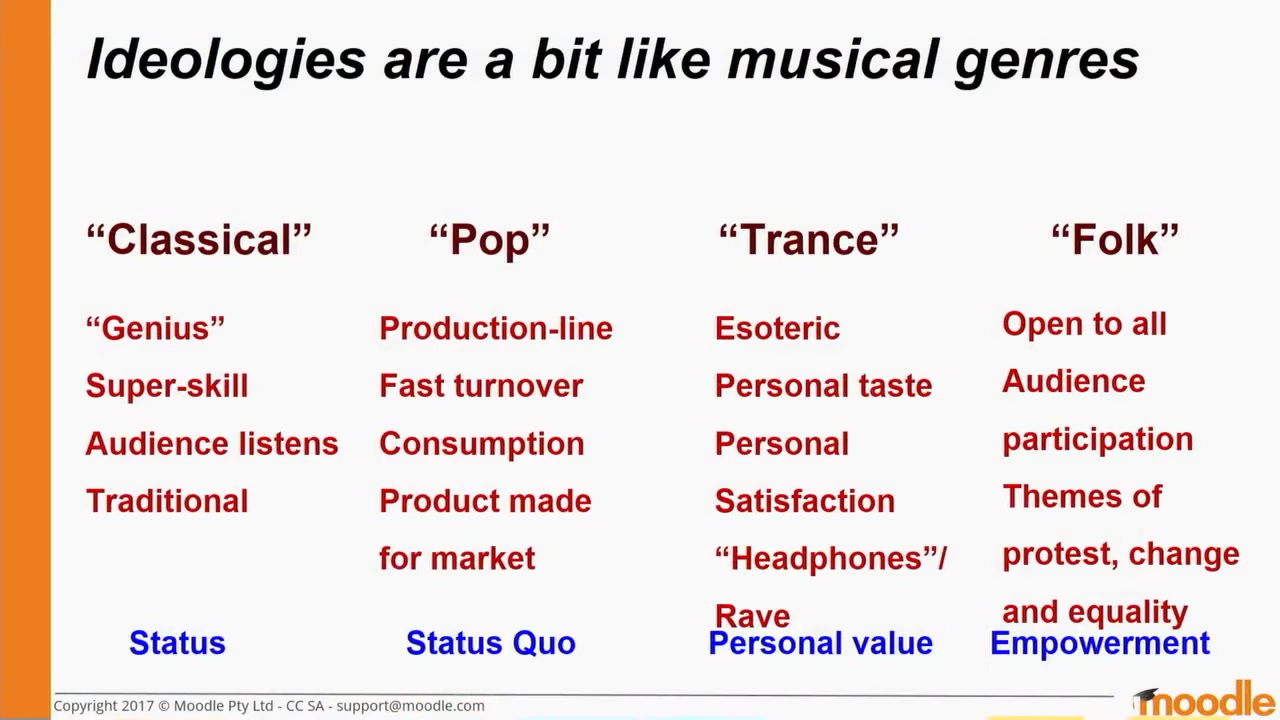 Ideologies are a bit like musical genres
“Classical”
“Genius”
Super-skill
Audience listens
Traditional
Status
“Pop”
Production-line
Fast turnover
Consumption
Product made
for market
Status Quo
“Trance”
Esoteric
Personal taste
Personal
Satisfaction
“Headphones”/
Rave
Personal value
“Folk”
Open to all
Audience
participation
Themes of
protest, change
and equality
Empowerment
Copyright 2017 © Moodle Pty Ltd - CC SA - support@moodle.com
moodle